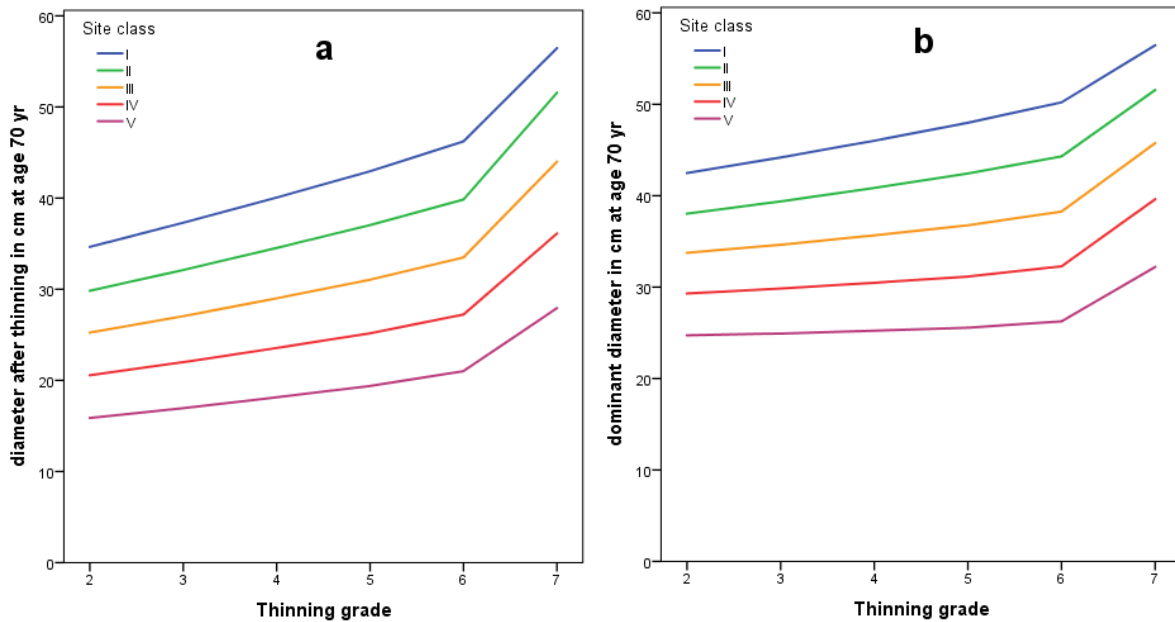 a
Site class
I
II
III
IV
V
60
50
40
30
20
10
0
diameter after thinning in cm at age 70 yr
2 3 4 5 6 7
Thinning grade
b
Site class
I
II
III
IV
V
60
50
40
30
20
10
0
dominant diameter in cm at age 70 yr
2 3 4 5 6 7
Thinning grade